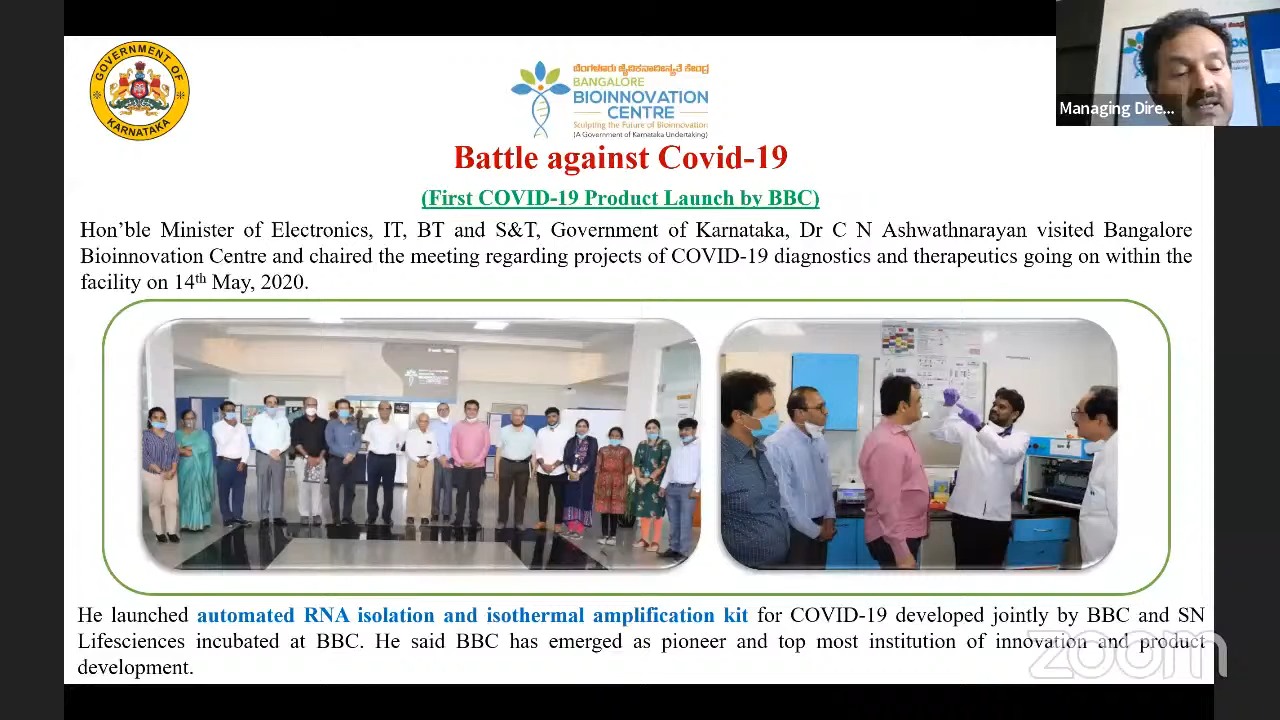 GOVERNMENT OF
KARNATAKA
ಬೆಂಗಳೂರು ಜೈವಿಕನಾವೀನ್ಯತೆ ಕೇಂದ್ರ
BANGALORE
BIOINNOVATION
CENTRE
Sculpting the Future of Bioinnovation
(A Government of Karnataka Undertaking)
Managing Dire...
Battle against Covid-19
(First COVID-19 Product Launch by BBC)
Hon’ble Minister of Electronics, IT, BT and S&T, Government of Karnataka, Dr C N Ashwathnarayan visited Bangalore
Bioinnovation Centre and chaired the meeting regarding projects of COVID-19 diagnostics and therapeutics going on within the
facility on 14th May, 2020.
He launched automated RNA isolation and isothermal amplification kit for COVID-19 developed jointly by BBC and SN
Lifesciences incubated at BBC. He said BBC has emerged as pioneer and top most institution of innovation and product
development.
zoom